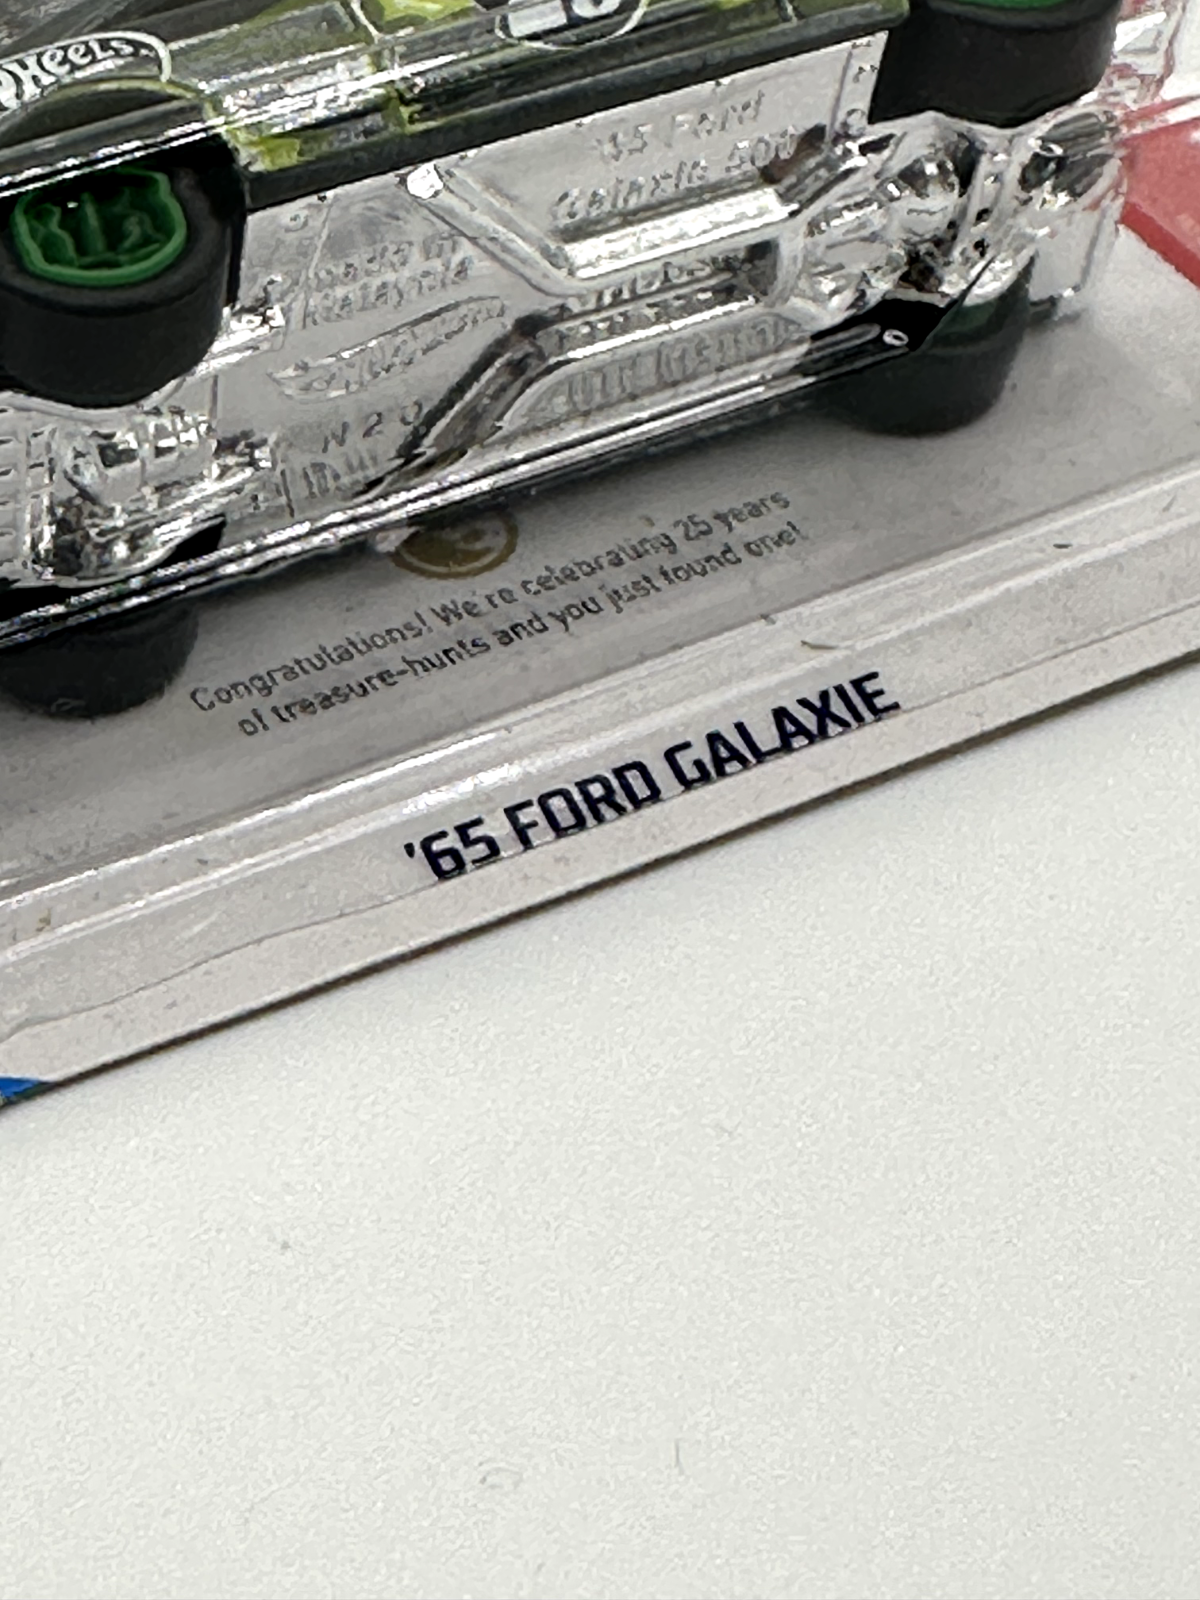 WHEELS
'65 Ford
Galaxie 500
Made in
Malaysia
Congratulations! We're celebrating 25 years
of treasure-hunts and you just found one!
'65 FORD GALAXIE